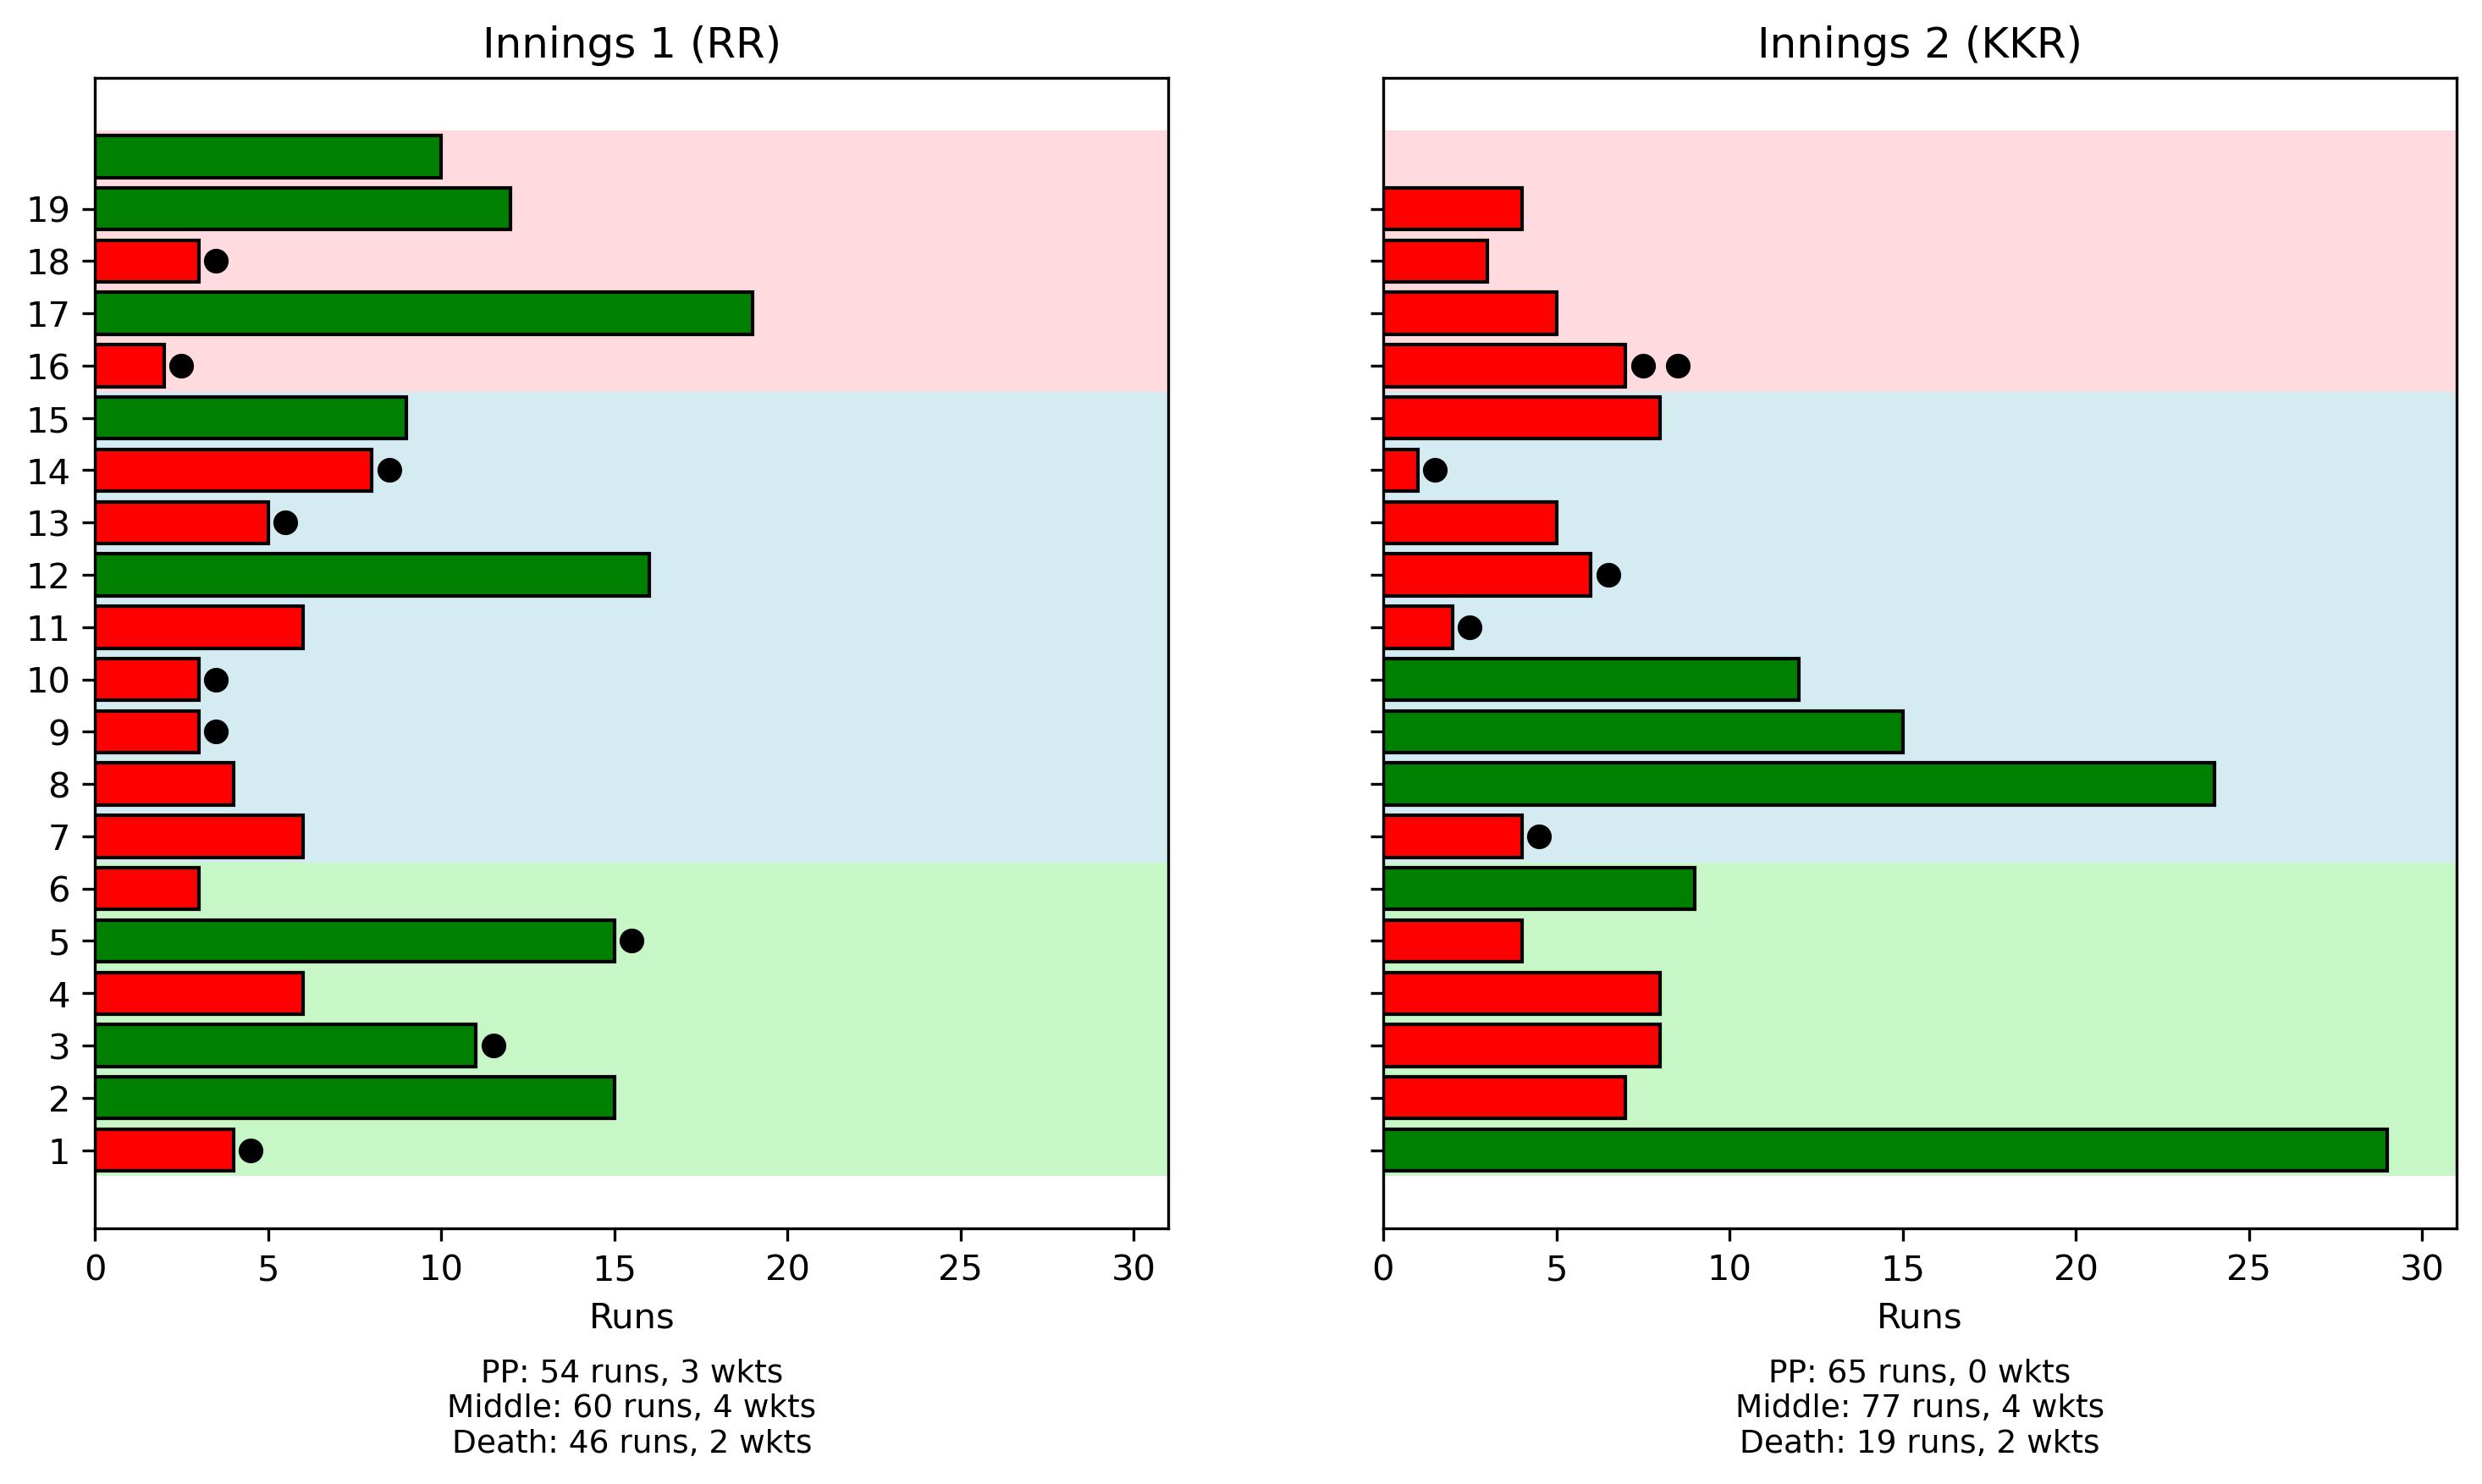 Innings 1 (RR)
19
18
17
16
15
14
13
12
11
10
9
8
7
6
5
4
3
2
1
0 5 10 15 20 25 30
Runs
PP: 54 runs, 3 wkts
Middle: 60 runs, 4 wkts
Death: 46 runs, 2 wkts
Innings 2 (KKR)
0 5 10 15 20 25 30
Runs
PP: 65 runs, 0 wkts
Middle: 77 runs, 4 wkts
Death: 19 runs, 2 wkts